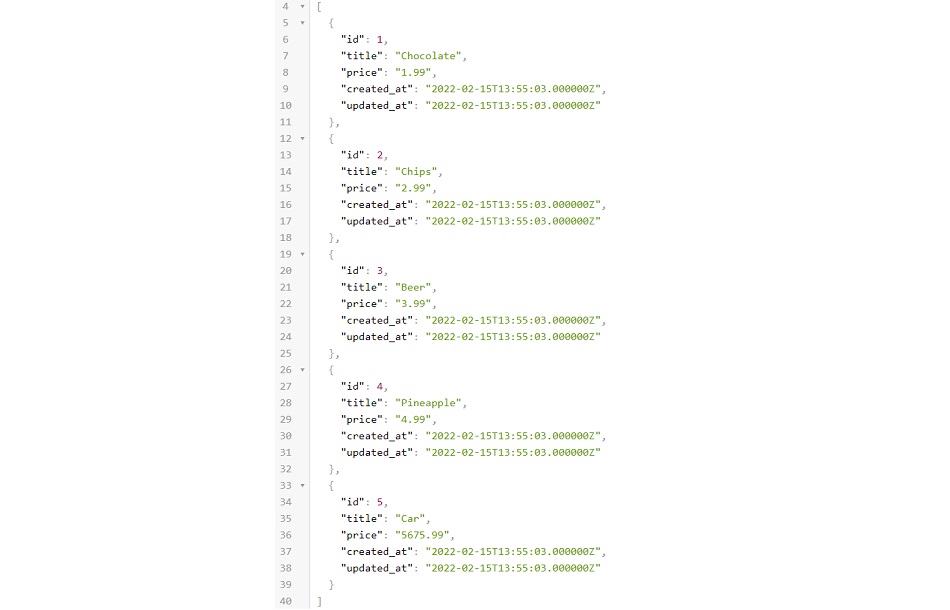 4 [
5 {
6 "id": 1,
7 "title": "Chocolate",
8 "price": "1.99",
9 "created_at": "2022-02-15T13:55:03.000000Z",
10 "updated_at": "2022-02-15T13:55:03.000000Z"
11 },
12 {
13 "id": 2,
14 "title": "Chips",
15 "price": "2.99",
16 "created_at": "2022-02-15T13:55:03.000000Z",
17 "updated_at": "2022-02-15T13:55:03.000000Z"
18 },
19 {
20 "id": 3,
21 "title": "Beer",
22 "price": "3.99",
23 "created_at": "2022-02-15T13:55:03.000000Z",
24 "updated_at": "2022-02-15T13:55:03.000000Z"
25 },
26 {
27 "id": 4,
28 "title": "Pineapple",
29 "price": "4.99",
30 "created_at": "2022-02-15T13:55:03.000000Z",
31 "updated_at": "2022-02-15T13:55:03.000000Z"
32 },
33 {
34 "id": 5,
35 "title": "Car",
36 "price": "5675.99",
37 "created_at": "2022-02-15T13:55:03.000000Z",
38 "updated_at": "2022-02-15T13:55:03.000000Z"
39 }
40 ]